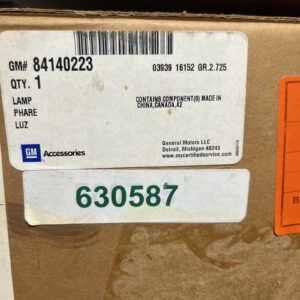 GM# 84140223
03939 16152 GR.2.725
QTY. 1
LAMP
PHARE
LUZ
CONTAINS COMPONENT(S) MADE IN
CHINA,CANADA,A2
GM Accessories
General Motors LLC
Detroit, Michigan 48243
www.mycertifiedservice.com
630587